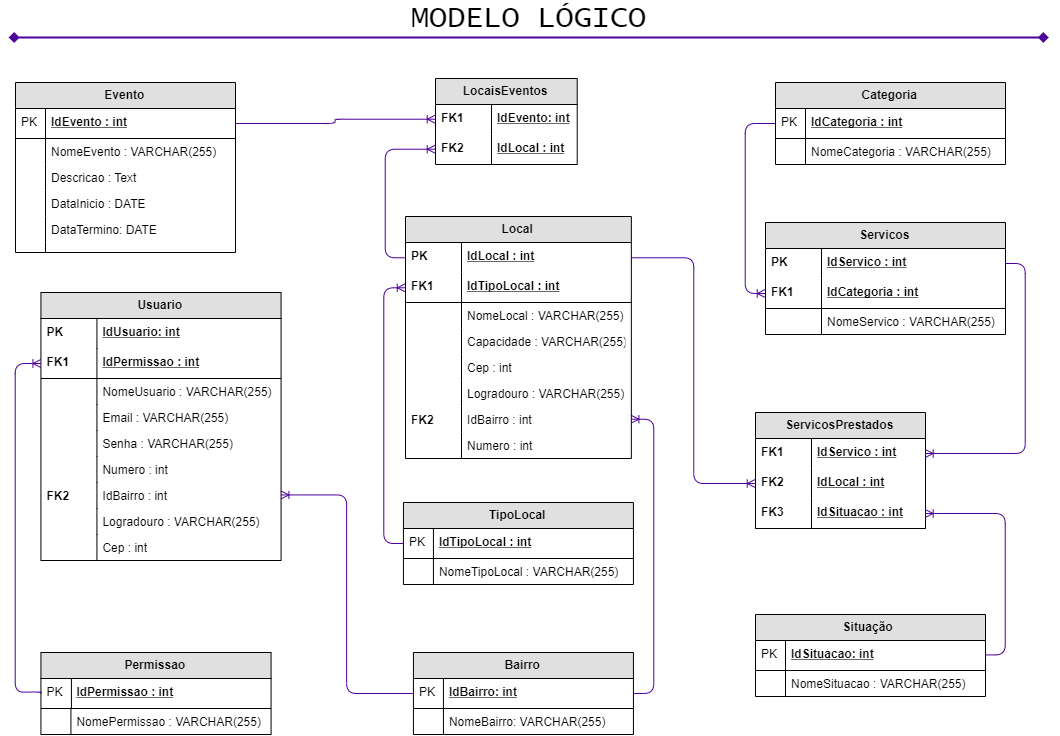 MODELO LÓGICO
Evento
PK IdEvento : int
NomeEvento : VARCHAR(255)
Descricao : Text
DataInicio : DATE
DataTermino: DATE
LocaisEventos
FK1 IdEvento: int
FK2 IdLocal : int
Categoria
PK IdCategoria : int
NomeCategoria : VARCHAR(255)
Local
PK IdLocal : int
FK1 IdTipoLocal : int
NomeLocal : VARCHAR(255)
Capacidade : VARCHAR(255)
Cep : int
Logradouro : VARCHAR(255)
FK2 IdBairro : int
Numero : int
Servicos
PK IdServico : int
FK1 IdCategoria : int
NomeServico : VARCHAR(255)
Usuario
PK IdUsuario: int
FK1 IdPermissao : int
NomeUsuario : VARCHAR(255)
Email : VARCHAR(255)
Senha : VARCHAR(255)
Numero : int
FK2 IdBairro : int
Logradouro : VARCHAR(255)
Cep : int
ServicosPrestados
FK1 IdServico : int
FK2 IdLocal : int
FK3 IdSituacao : int
TipoLocal
PK IdTipoLocal : int
NomeTipoLocal : VARCHAR(255)
Situação
PK IdSituacao: int
NomeSituacao : VARCHAR(255)
Permissao
PK IdPermissao : int
NomePermissao : VARCHAR(255)
Bairro
PK IdBairro: int
NomeBairro: VARCHAR(255)